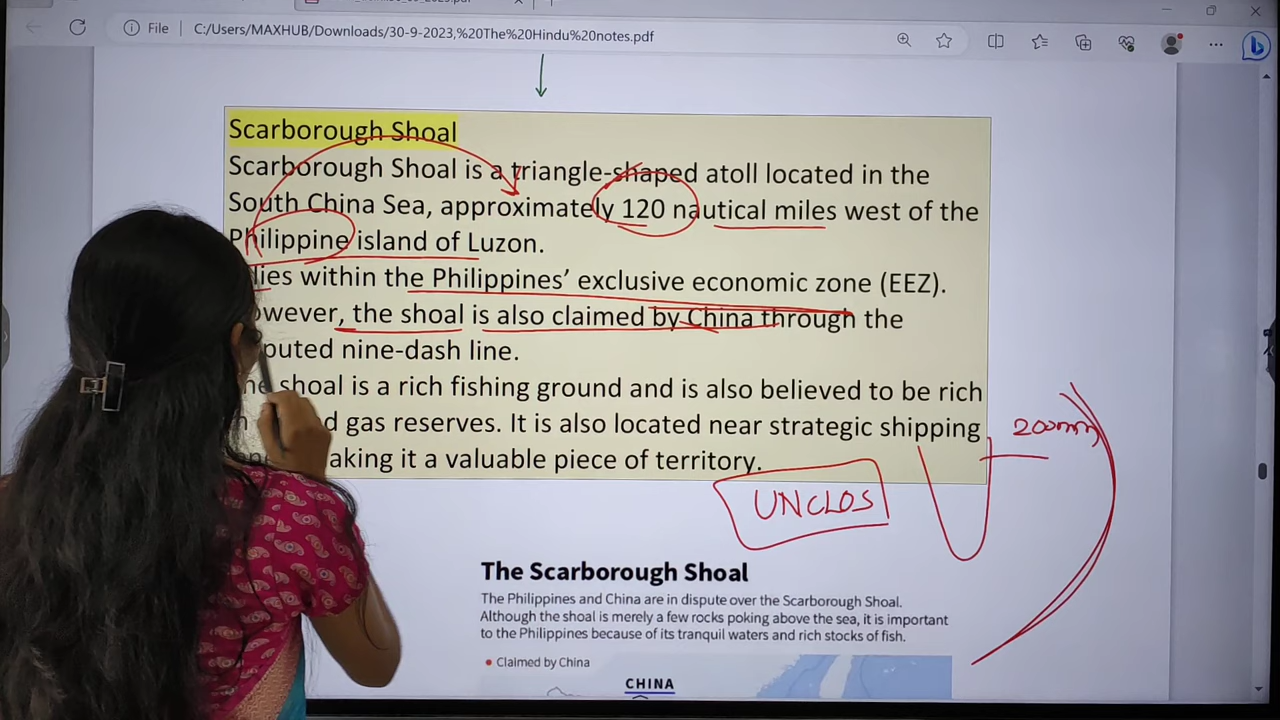 File C:/Users/MAXHUB/Downloads/30-9-2023,%20The%20Hindu%20notes.pdf
Scarborough Shoal
Scarborough Shoal is a triangle-shaped atoll located in the
South China Sea, approximately 120 nautical miles west of the
Philippine island of Luzon.
lies within the Philippines' exclusive economic zone (EEZ).
However, the shoal is also claimed by China through the
nine-dash line.
shoal is a rich fishing ground and is also believed to be rich
gas reserves. It is also located near strategic shipping
it a valuable piece of territory.
UNCLOS
The Scarborough Shoal
The Philippines and China are in dispute over the Scarborough Shoal.
Although the shoal is merely a few rocks poking above the sea, it is important
to the Philippines because of its tranquil waters and rich stocks of fish.
Claimed by China
CHINA